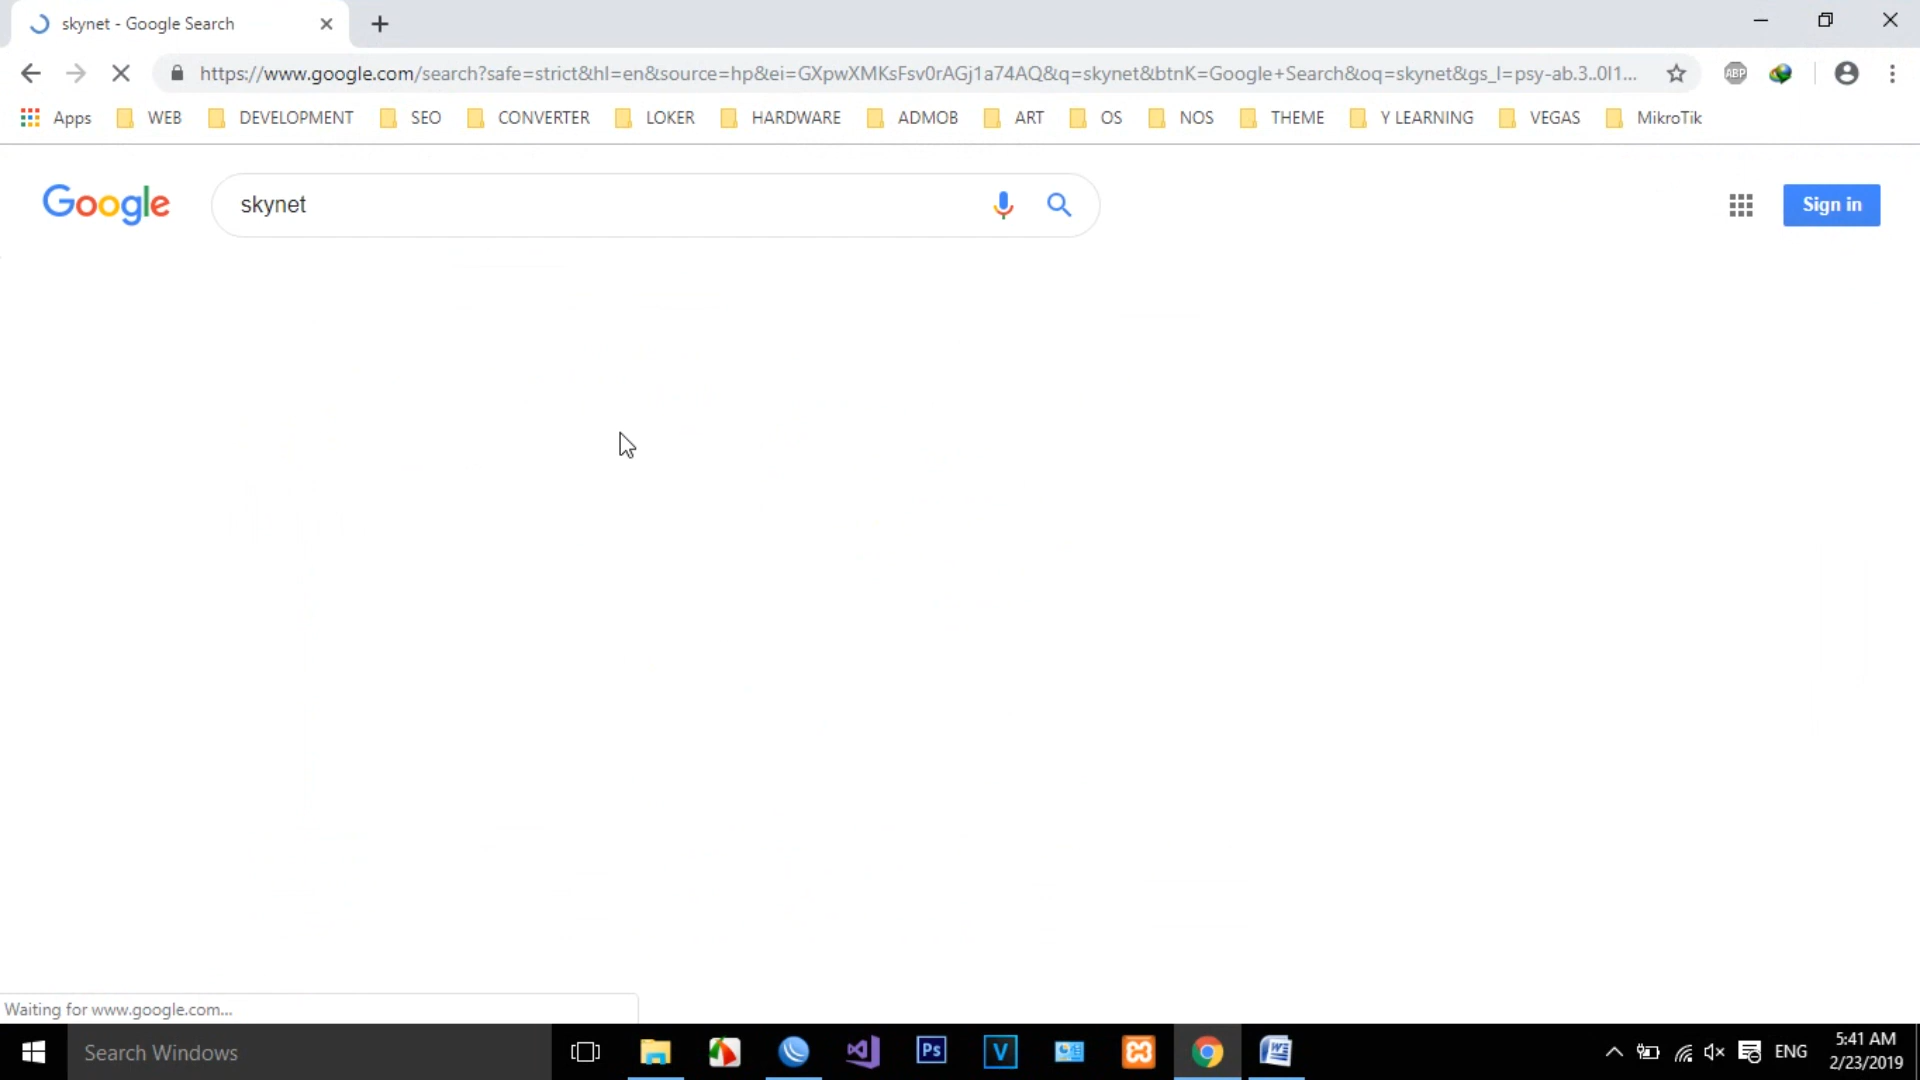 skynet - Google Search
https://www.google.com/search?safe=strict&hl=en&source=hp&ei=GXpwXMKsFsv0rAGj1a74AQ&q=skynet&btnK=Google+Search&oq=skynet&gs_l=psy-ab.3..0l1...
ABP
Apps WEB DEVELOPMENT SEO CONVERTER LOKER HARDWARE ADMOB ART OS NOS THEME Y LEARNING VEGAS MikroTik
Google skynet Sign in
Waiting for www.google.com...
Search Windows
Ps
V
W
ENG
5:41 AM
2/23/2019